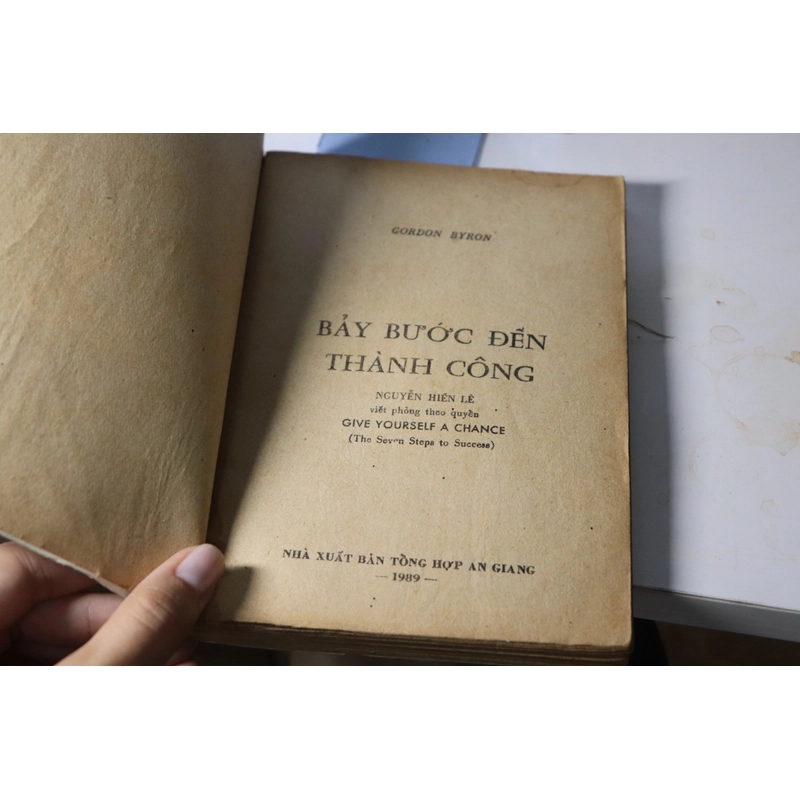 GORDON BYRON
BẢY BƯỚC ĐẾN
THÀNH CÔNG
NGUYỄN HIẾN LÊ
viết phỏng theo quyển
GIVE YOURSELF A CHANCE
(The Seven Steps to Success)
NHÀ XUẤT BẢN TỔNG HỢP AN GIANG
— 1989 —